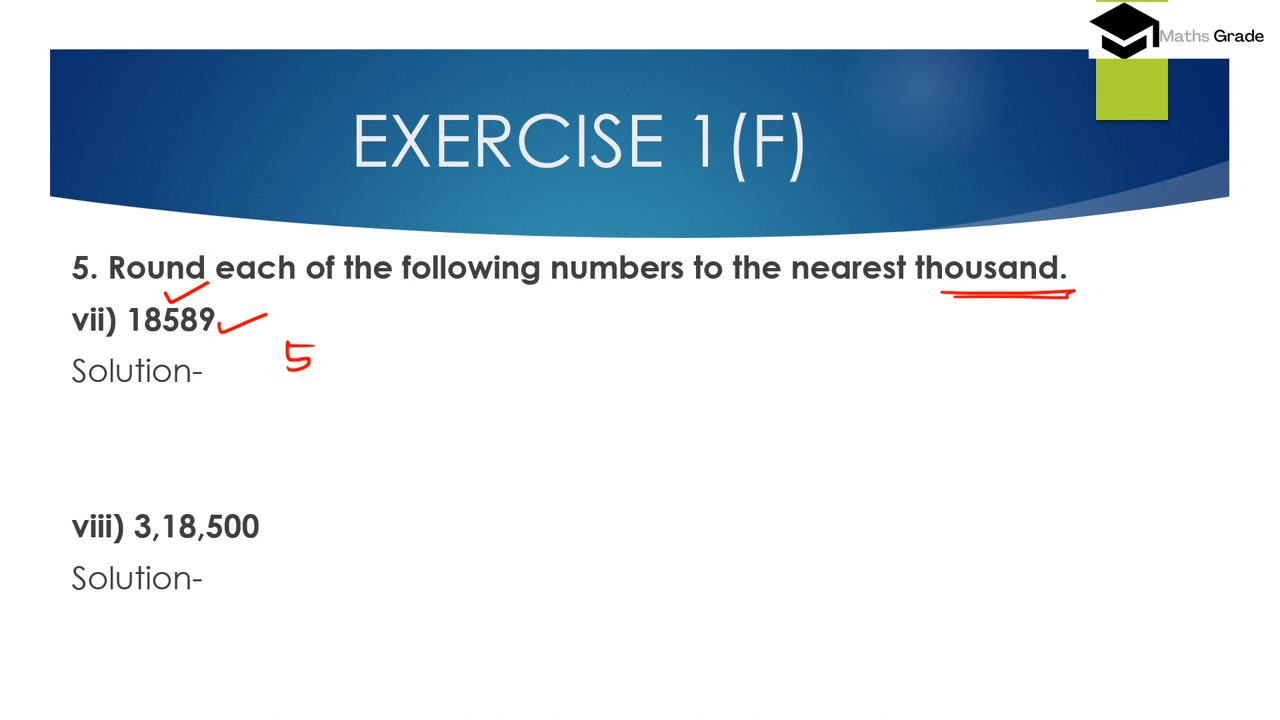 Maths Grade
EXERCISE 1(F)
5. Round each of the following numbers to the nearest thousand.
vii) 18589
5
Solution-
viii) 3,18,500
Solution-